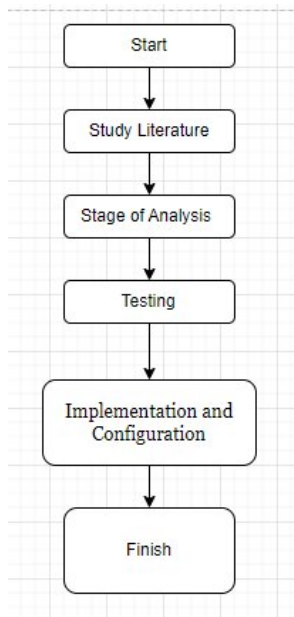 Start
Study Literature
Stage of Analysis
Testing
Implementation and
Configuration
Finish